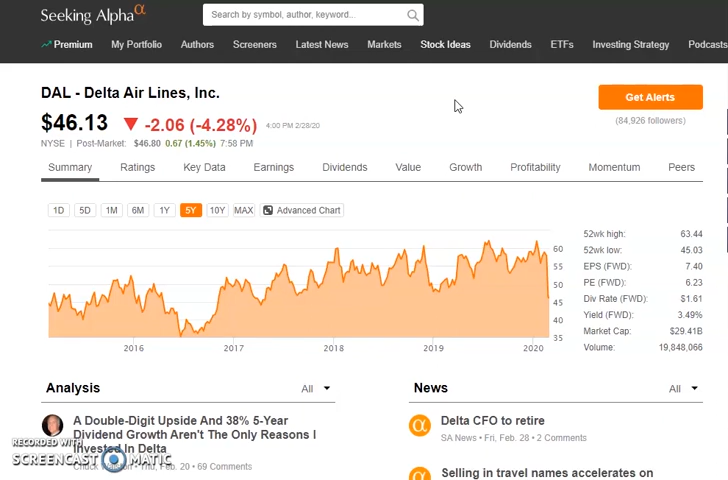 Seeking Alpha α
Search by symbol, author, keyword...
Premium My Portfolio Authors Screeners Latest News Markets Stock Ideas Dividends ETFs Investing Strategy Podcasts
DAL - Delta Air Lines, Inc.
Get Alerts
$46.13 -2.06 (-4.28%) 4:00 PM 2/28/20
(84,926 followers)
NYSE | Post-Market: $46.80 0.67 (1.45%) 7:58 PM
Summary Ratings Key Data Earnings Dividends Value Growth Profitability Momentum Peers
1D 5D 1M 6M 1Y 5Y 10Y MAX Advanced Chart
60
55
50
45
40
35
2016 2017 2018 2019 2020
52wk high: 63.44
52wk low: 45.03
EPS (FWD) 7.40
PE (FWD) 6.23
Div Rate (FWD): $1.61
Yield (FWD): 3.49%
Market Cap: $29.41B
Volume: 19,848,066
Analysis All
A Double-Digit Upside And 38% 5-Year
Dividend Growth Aren't The Only Reasons I
Invested In Delta
Thu, Feb. 20 • 69 Comments
News All
Delta CFO to retire
SA News • Fri, Feb. 28 • 2 Comments
Selling in travel names accelerates on
RECORDED WITH
SCREENCAST MATIC